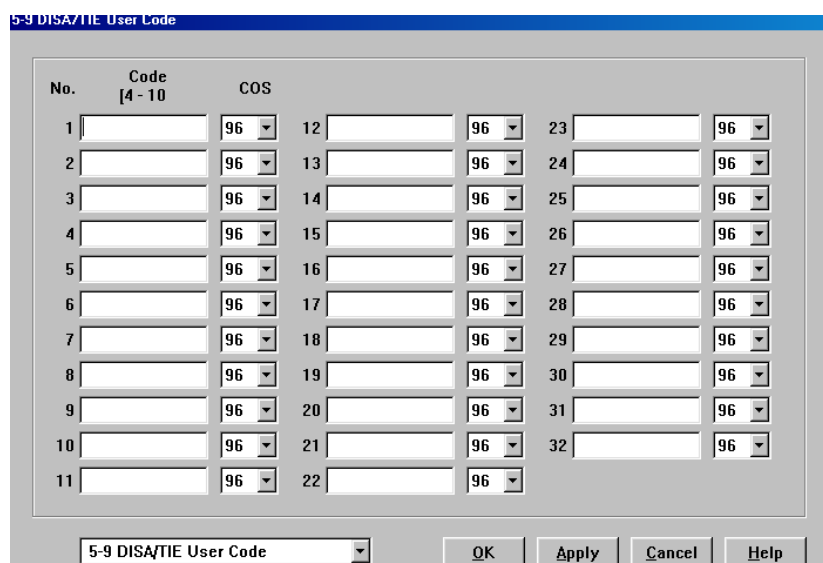 5-9 DISA/TIE User Code
No. Code [4 - 10 COS
1 96 12 96 23 96
2 96 13 96 24 96
3 96 14 96 25 96
4 96 15 96 26 96
5 96 16 96 27 96
6 96 17 96 28 96
7 96 18 96 29 96
8 96 19 96 30 96
9 96 20 96 31 96
10 96 21 96 32 96
11 96 22 96
5-9 DISA/TIE User Code OK Apply Cancel Help